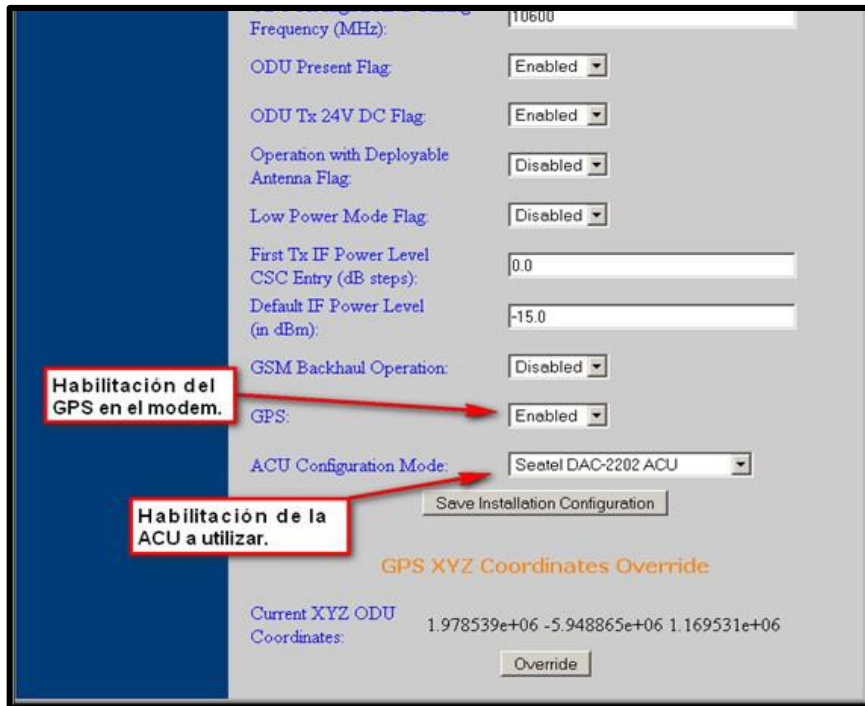 Frequency (MHz):
10600
ODU Present Flag:
Enabled
ODU Tx 24V DC Flag:
Enabled
Operation with Deployable
Antenna Flag:
Disabled
Low Power Mode Flag:
Disabled
First Tx IF Power Level
CSC Entry (dB steps):
0.0
Default IF Power Level
(in dBm):
-15.0
GSM Backhaul Operation:
Disabled
Habilitación del
GPS en el modem.
GPS:
Enabled
ACU Configuration Mode:
Seatel DAC-2202 ACU
Save Installation Configuration
Habilitación de la
ACU a utilizar.
GPS XYZ Coordinates Override
Current XYZ ODU
Coordinates:
1.978539e+06 -5.948865e+06 1.169531e+06
Override